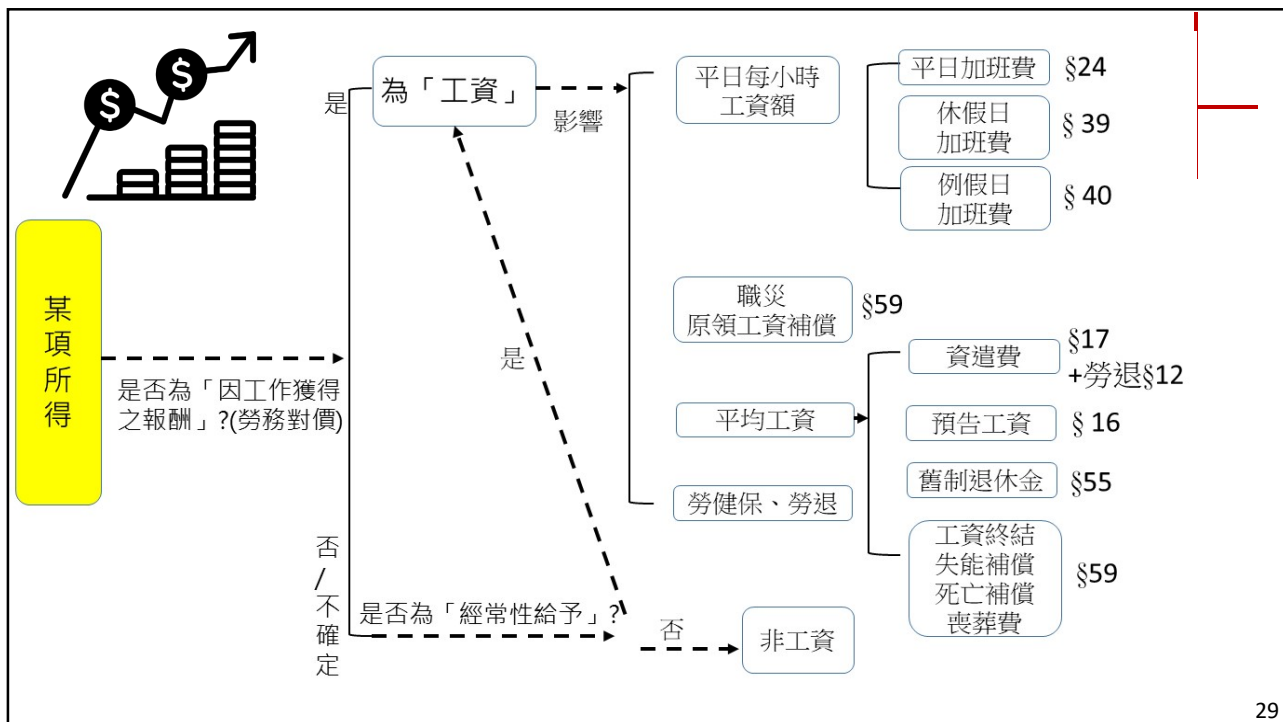 $
$
某
項
所
得
是否為「因工作獲得
之報酬」?(勞務對價)
是
為「工資」
影響
平日每小時
工資額
平日加班費 §24
休假日
加班費
§ 39
例假日
加班費
§ 40
職災
原領工資補償
§59
平均工資
資遣費
§17
+勞退§12
預告工資 § 16
舊制退休金 §55
工資終結
失能補償
死亡補償
喪葬費
§59
勞健保、勞退
是
否
/
不
確
定
是否為「經常性給予」?
否
非工資
29